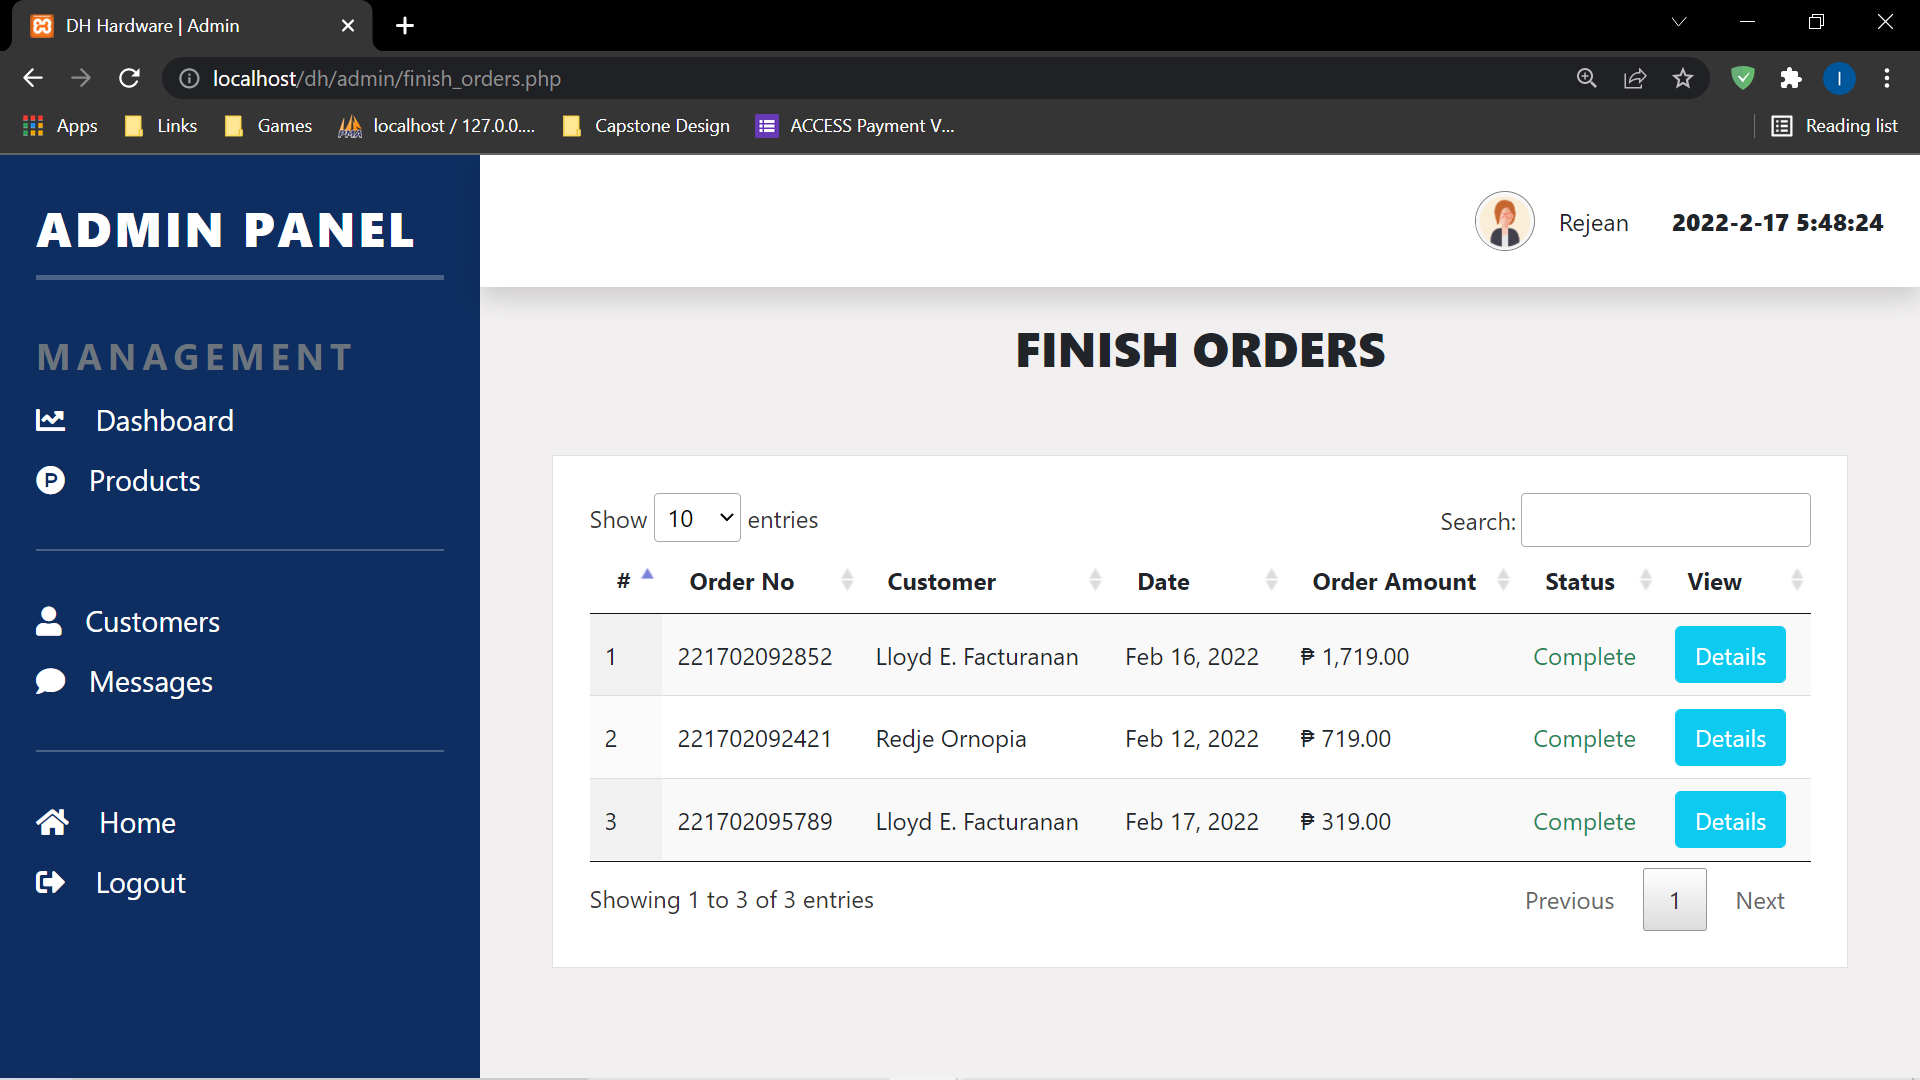 DH Hardware | Admin
localhost/dh/admin/finish_orders.php
I
Apps Links Games localhost / 127.0.0.... Capstone Design ACCESS Payment V... Reading list
ADMIN PANEL
Rejean 2022-2-17 5:48:24
MANAGEMENT
Dashboard
Products
Customers
Messages
Home
Logout
FINISH ORDERS
Show 10 entries Search:
# Order No Customer Date Order Amount Status View
1 221702092852 Lloyd E. Facturanan Feb 16, 2022 ₱ 1,719.00 Complete Details
2 221702092421 Redje Ornopia Feb 12, 2022 ₱ 719.00 Complete Details
3 221702095789 Lloyd E. Facturanan Feb 17, 2022 ₱ 319.00 Complete Details
Showing 1 to 3 of 3 entries Previous 1 Next